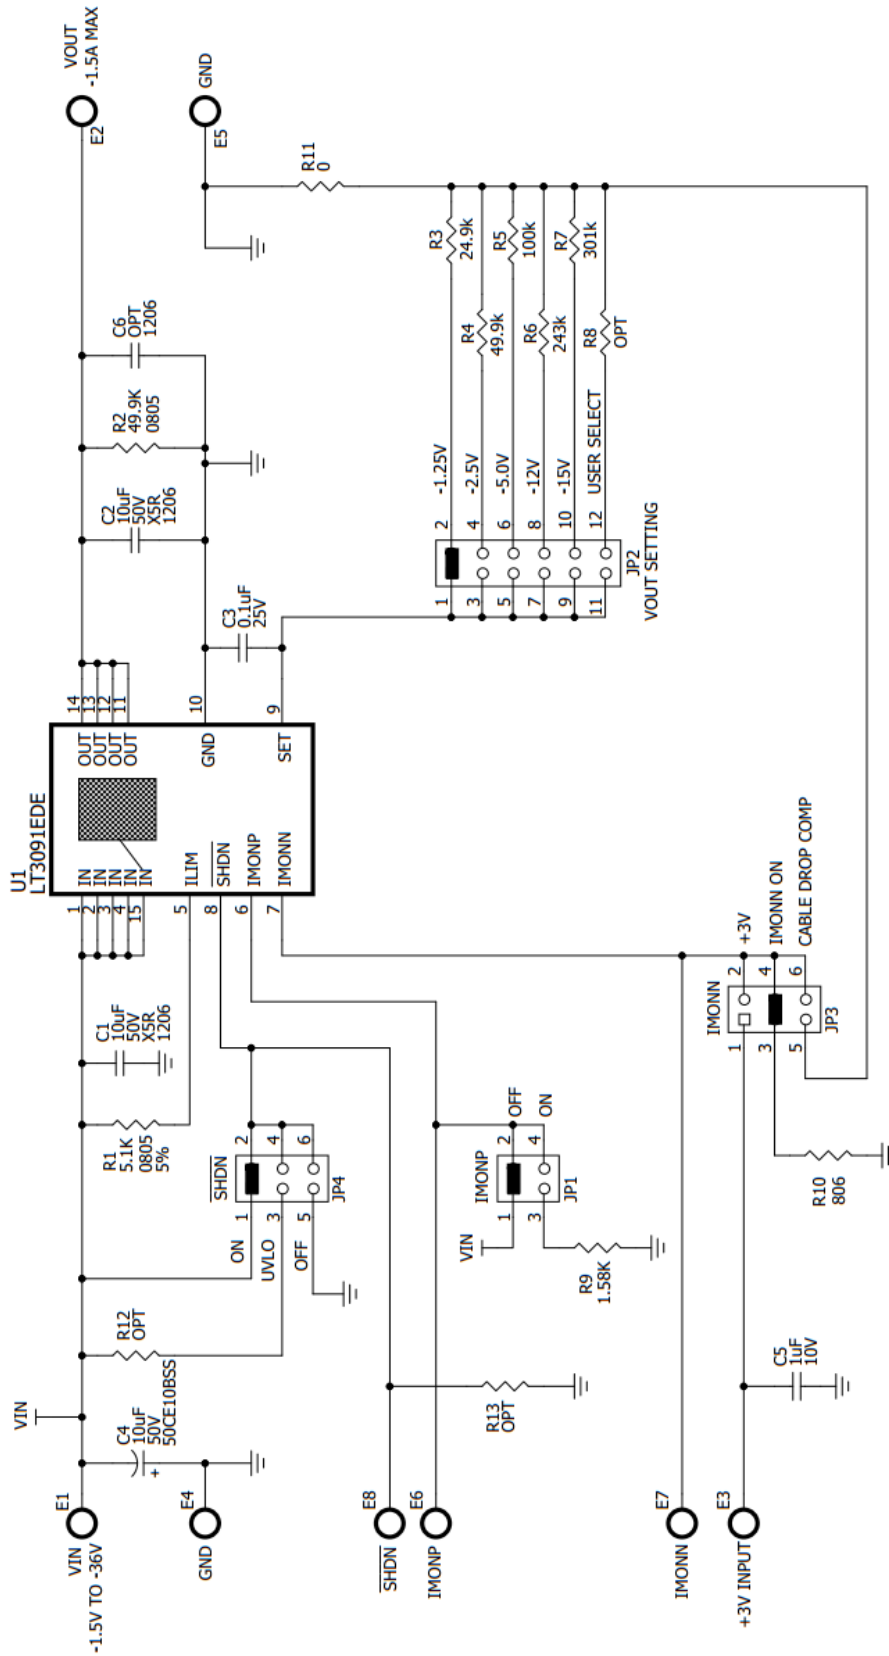 U1
LT3091EDE
VIN
E1
VIN
-1.5V TO -36V
C4
10uF
50V
50CE10BSS
+
E4
GND
R12
OPT
R1
5.1K
0805
5%
C1
10uF
50V
X5R
1206
1
2
3
4
15
5
8
6
7
IN
IN
IN
IN
IN
ILIM
SHDN
IMONP
IMONN
OUT
OUT
OUT
OUT
GND
SET
14
13
12
11
10
9
C3
0.1uF
25V
C2
10uF
50V
X5R
1206
R2
49.9K
0805
C6
OPT
1206
E2
VOUT
-1.5A MAX
E5
GND
R11
0
SHDN
ON
UVLO
OFF
1
2
3
4
5
6
JP4
E8
SHDN
E6
IMONP
R13
OPT
IMONP
VIN
1
2
OFF
3
4
ON
JP1
R9
1.58K
-1.25V
-2.5V
-5.0V
-12V
-15V
USER SELECT
1
2
3
4
5
6
7
8
9
10
11
12
JP2
VOUT SETTING
R3
24.9k
R4
49.9k
R5
100k
R6
243k
R7
301k
R8
OPT
E7
IMONN
E3
+3V INPUT
C5
1uF
10V
IMONN
1
2
+3V
3
4
IMONN ON
5
6
CABLE DROP COMP
JP3
R10
806